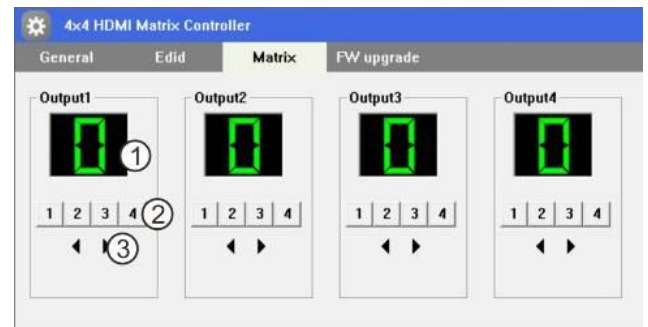 4x4 HDMI Matrix Controller
General Edid Matrix FW upgrade
Output1 Output2 Output3 Output4
0 0 0 0
1
1 2 3 4 2 1 2 3 4 1 2 3 4 1 2 3 4
3